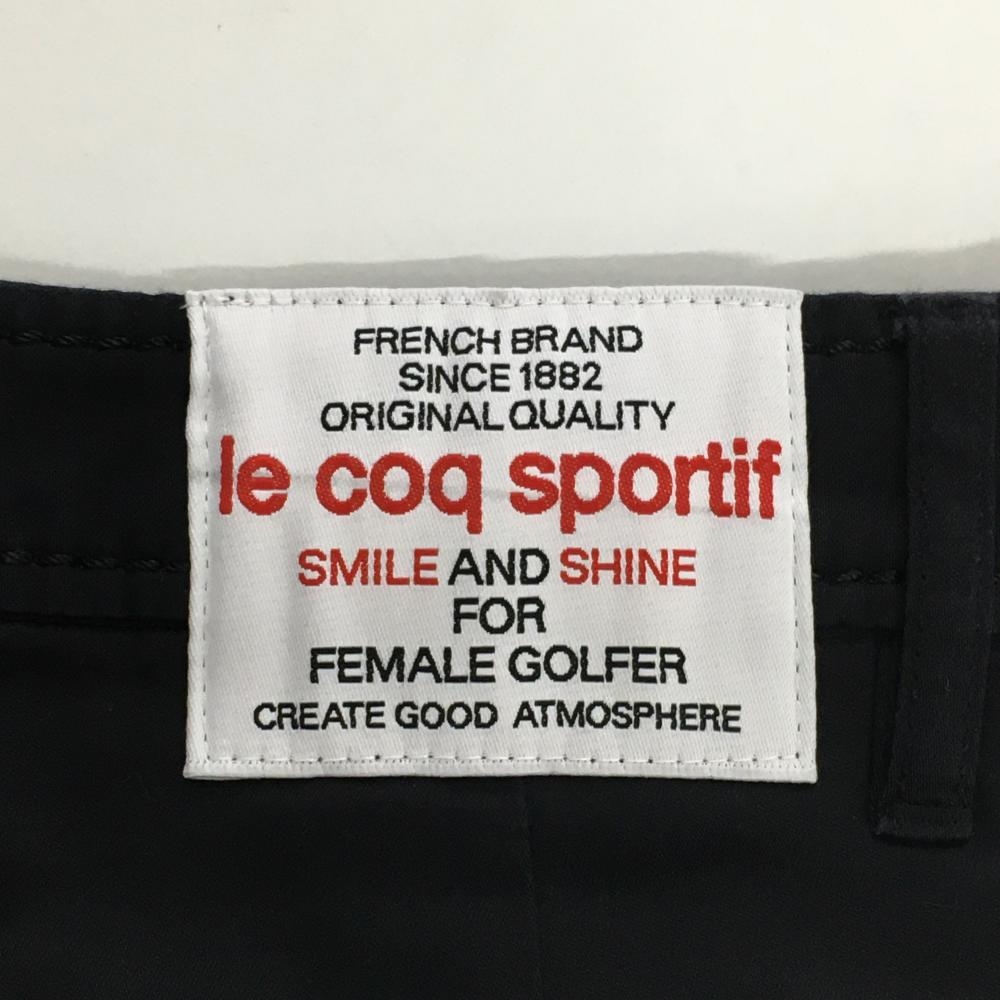 FRENCH BRAND
SINCE 1882
ORIGINAL QUALITY
le coq sportif
SMILE AND SHINE
FOR
FEMALE GOLFER
CREATE GOOD ATMOSPHERE